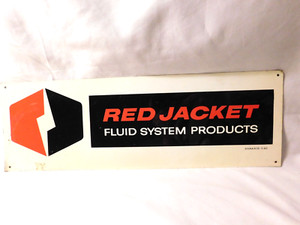 RED JACKET
FLUID SYSTEM PRODUCTS